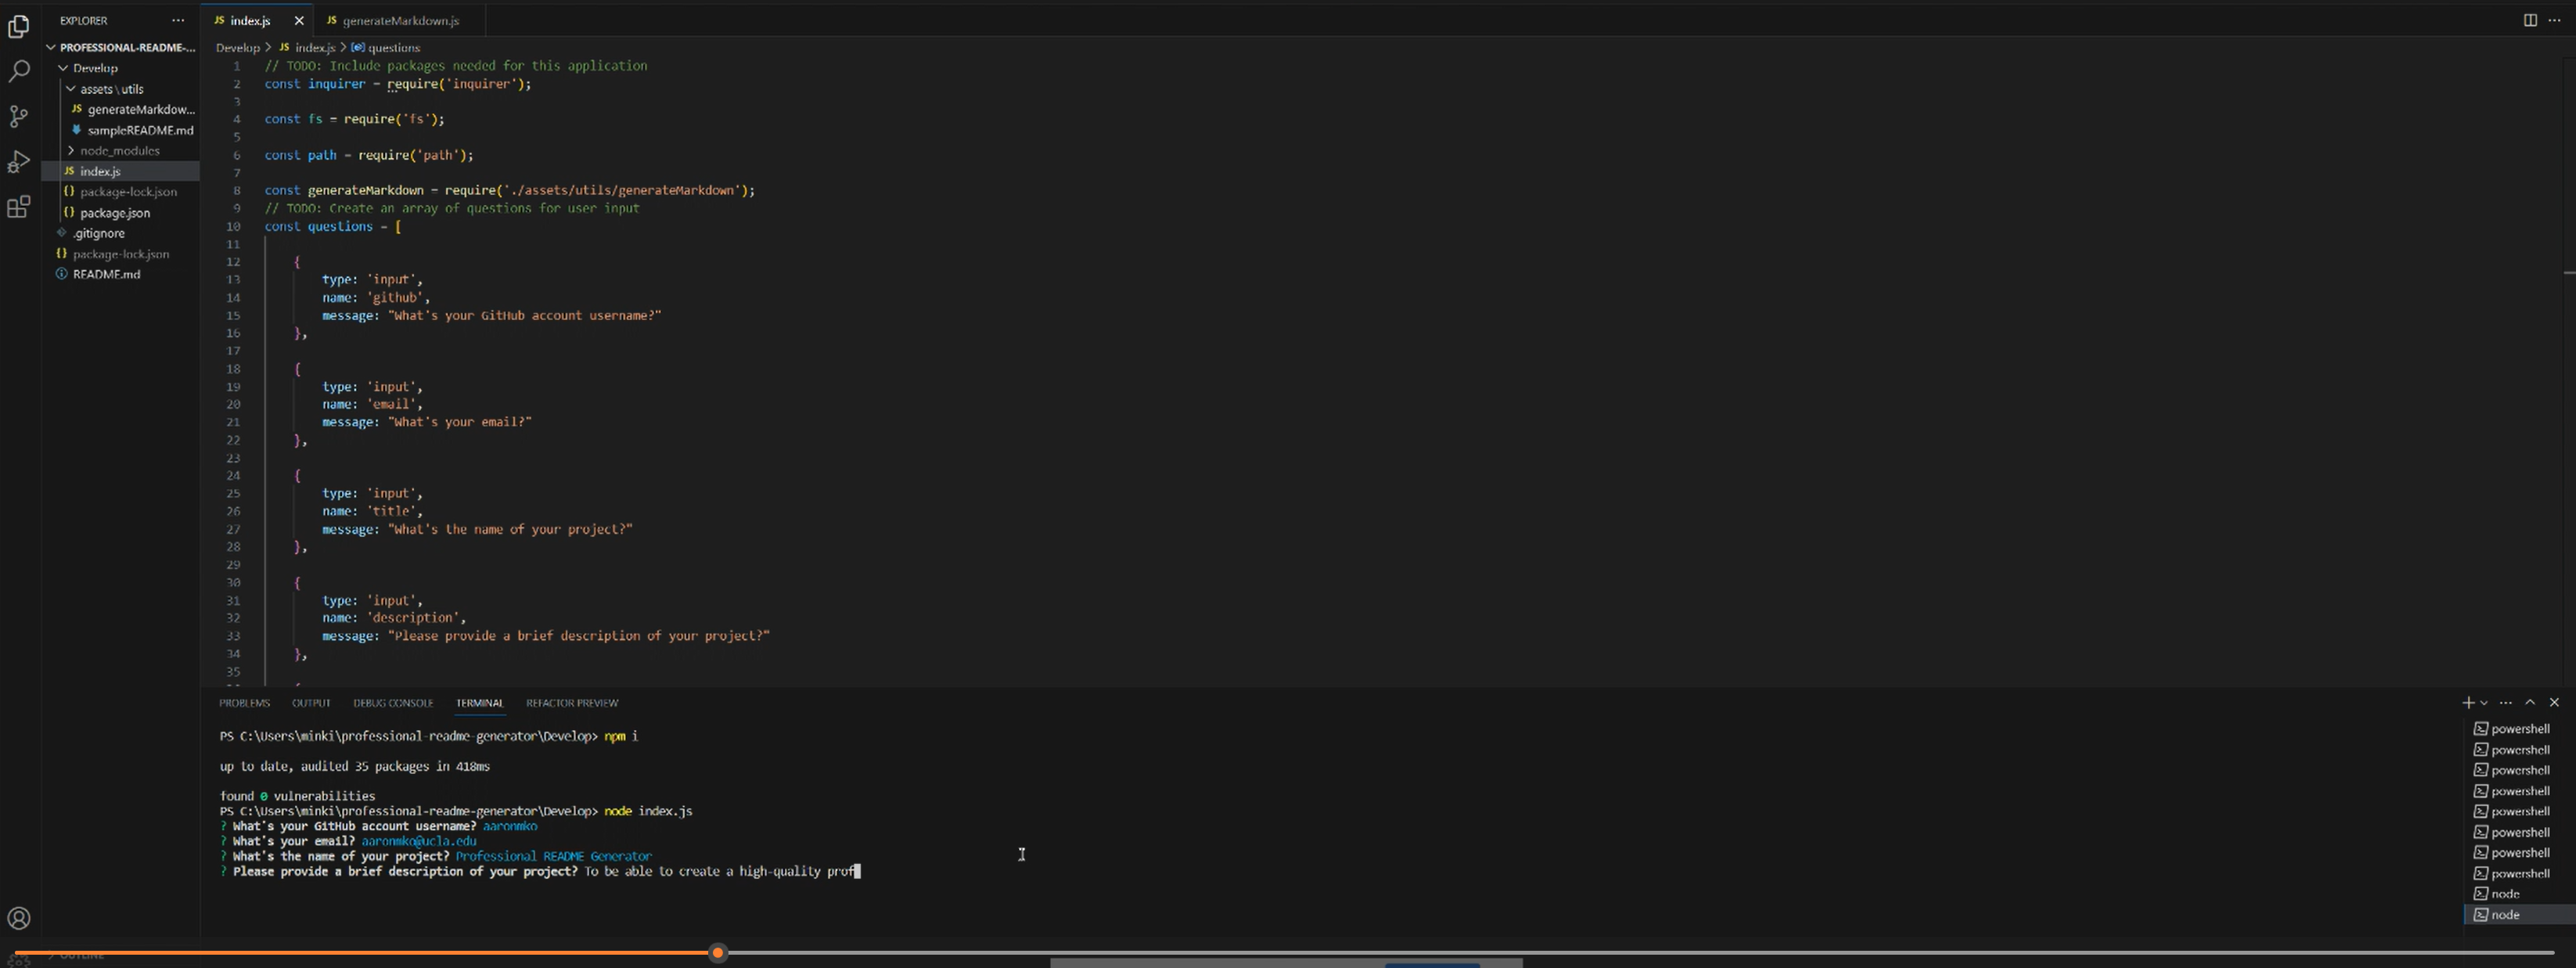 EXPLORER
PROFESSIONAL-README-...
Develop
assets\utils
JS generateMarkdow...
sampleREADME.md
node_modules
JS index.js
{} package-lock.json
{} package.json
.gitignore
{} package-lock.json
README.md
OUTLINE
JS index.js
JS generateMarkdown.js
Develop > JS index.js > questions
1 // TODO: Include packages needed for this application
2 const inquirer = require('inquirer');
3
4 const fs = require('fs');
5
6 const path = require('path');
7
8 const generateMarkdown = require('./assets/utils/generateMarkdown');
9 // TODO: Create an array of questions for user input
10 const questions = [
11
12 {
13 type: 'input',
14 name: 'github',
15 message: "What's your GitHub account username?"
16 },
17
18 {
19 type: 'input',
20 name: 'email',
21 message: "What's your email?"
22 },
23
24 {
25 type: 'input',
26 name: 'title',
27 message: "What's the name of your project?"
28 },
29
30 {
31 type: 'input',
32 name: 'description',
33 message: "Please provide a brief description of your project?"
34 },
35
PROBLEMS OUTPUT DEBUG CONSOLE TERMINAL REFACTOR PREVIEW
PS C:\Users\minki\professional-readme-generator\Develop> npm i
up to date, audited 35 packages in 418ms
found 0 vulnerabilities
PS C:\Users\minki\professional-readme-generator\Develop> node index.js
? What's your GitHub account username? aaronmko
? What's your email? aaronmko@ucla.edu
? What's the name of your project? Professional README Generator
? Please provide a brief description of your project? To be able to create a high-quality prof
powershell
powershell
powershell
powershell
powershell
powershell
powershell
powershell
node
node